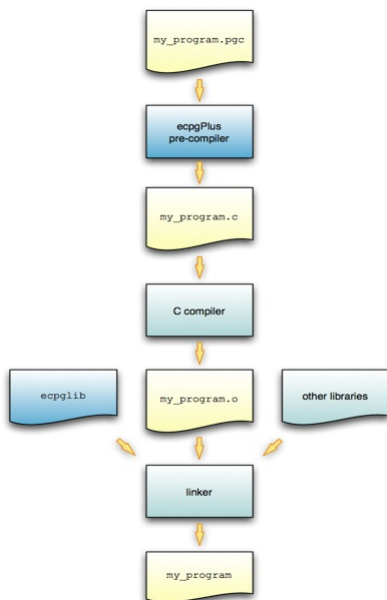 my_program.pgc
ecpgPlus
pre-compiler
my_program.c
C compiler
ecpglib
my_program.o
other libraries
linker
my_program